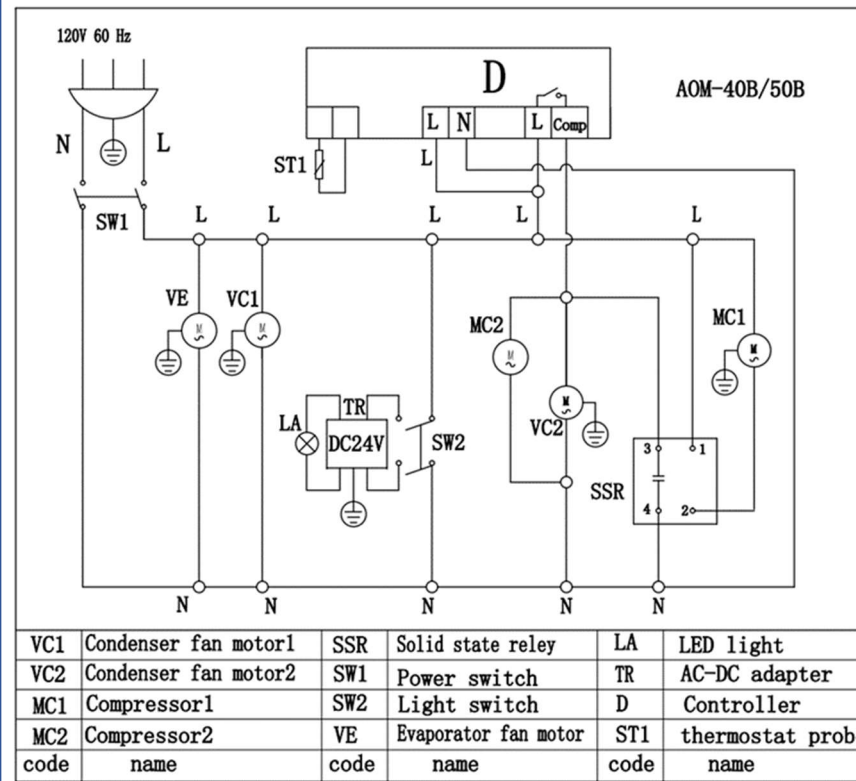 120V 60 Hz
D
AOM-40B/50B
L N L Comp
N L
L
ST1
SW1
L L L L L
VE VC1
MC2 MC1
M M M M M
VC2
LA TR
DC24V SW2
3 1
SSR
4 2
N N N N N
VC1 Condenser fan motor1 SSR Solid state reley LA LED light
VC2 Condenser fan motor2 SW1 Power switch TR AC-DC adapter
MC1 Compressor1 SW2 Light switch D Controller
MC2 Compressor2 VE Evaporator fan motor ST1 thermostat prob
code name code name code name